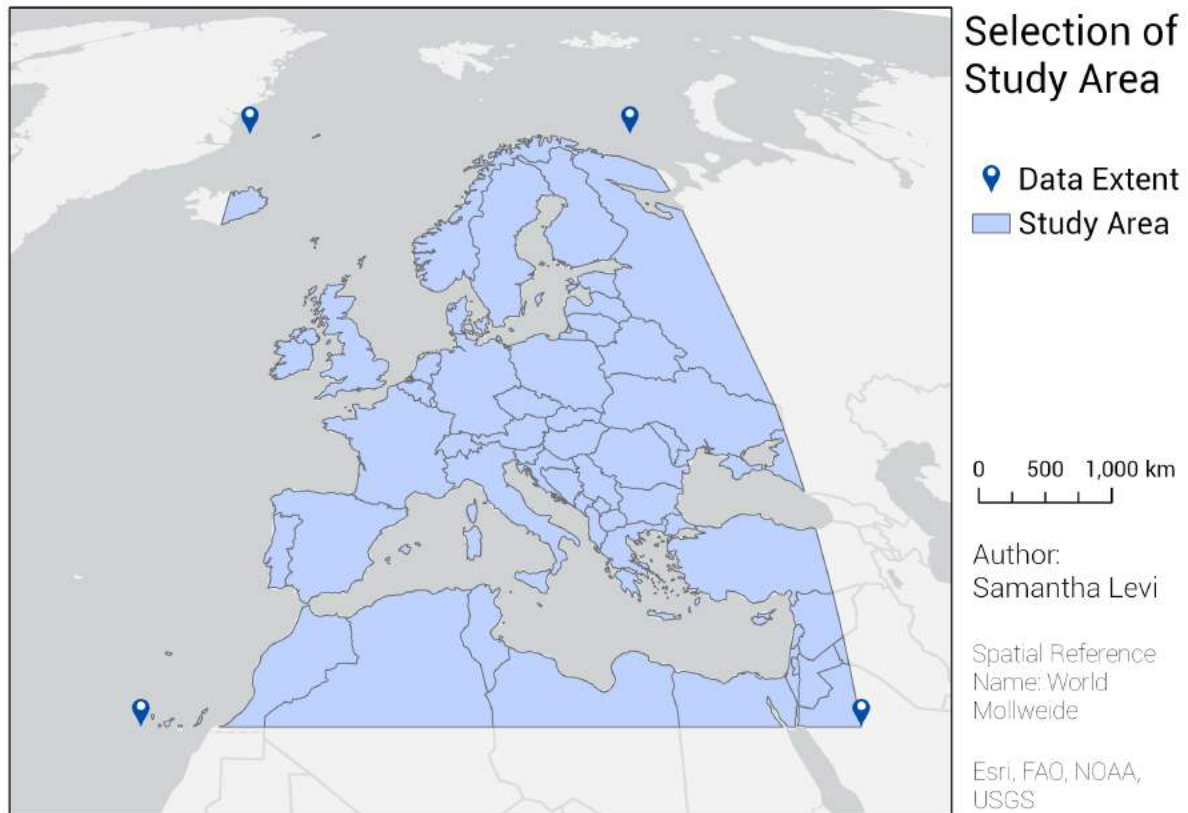 Selection of
Study Area
Data Extent
Study Area
0 500 1,000 km
Author:
Samantha Levi
Spatial Reference
Name: World
Mollweide
Esri, FAO, NOAA,
USGS